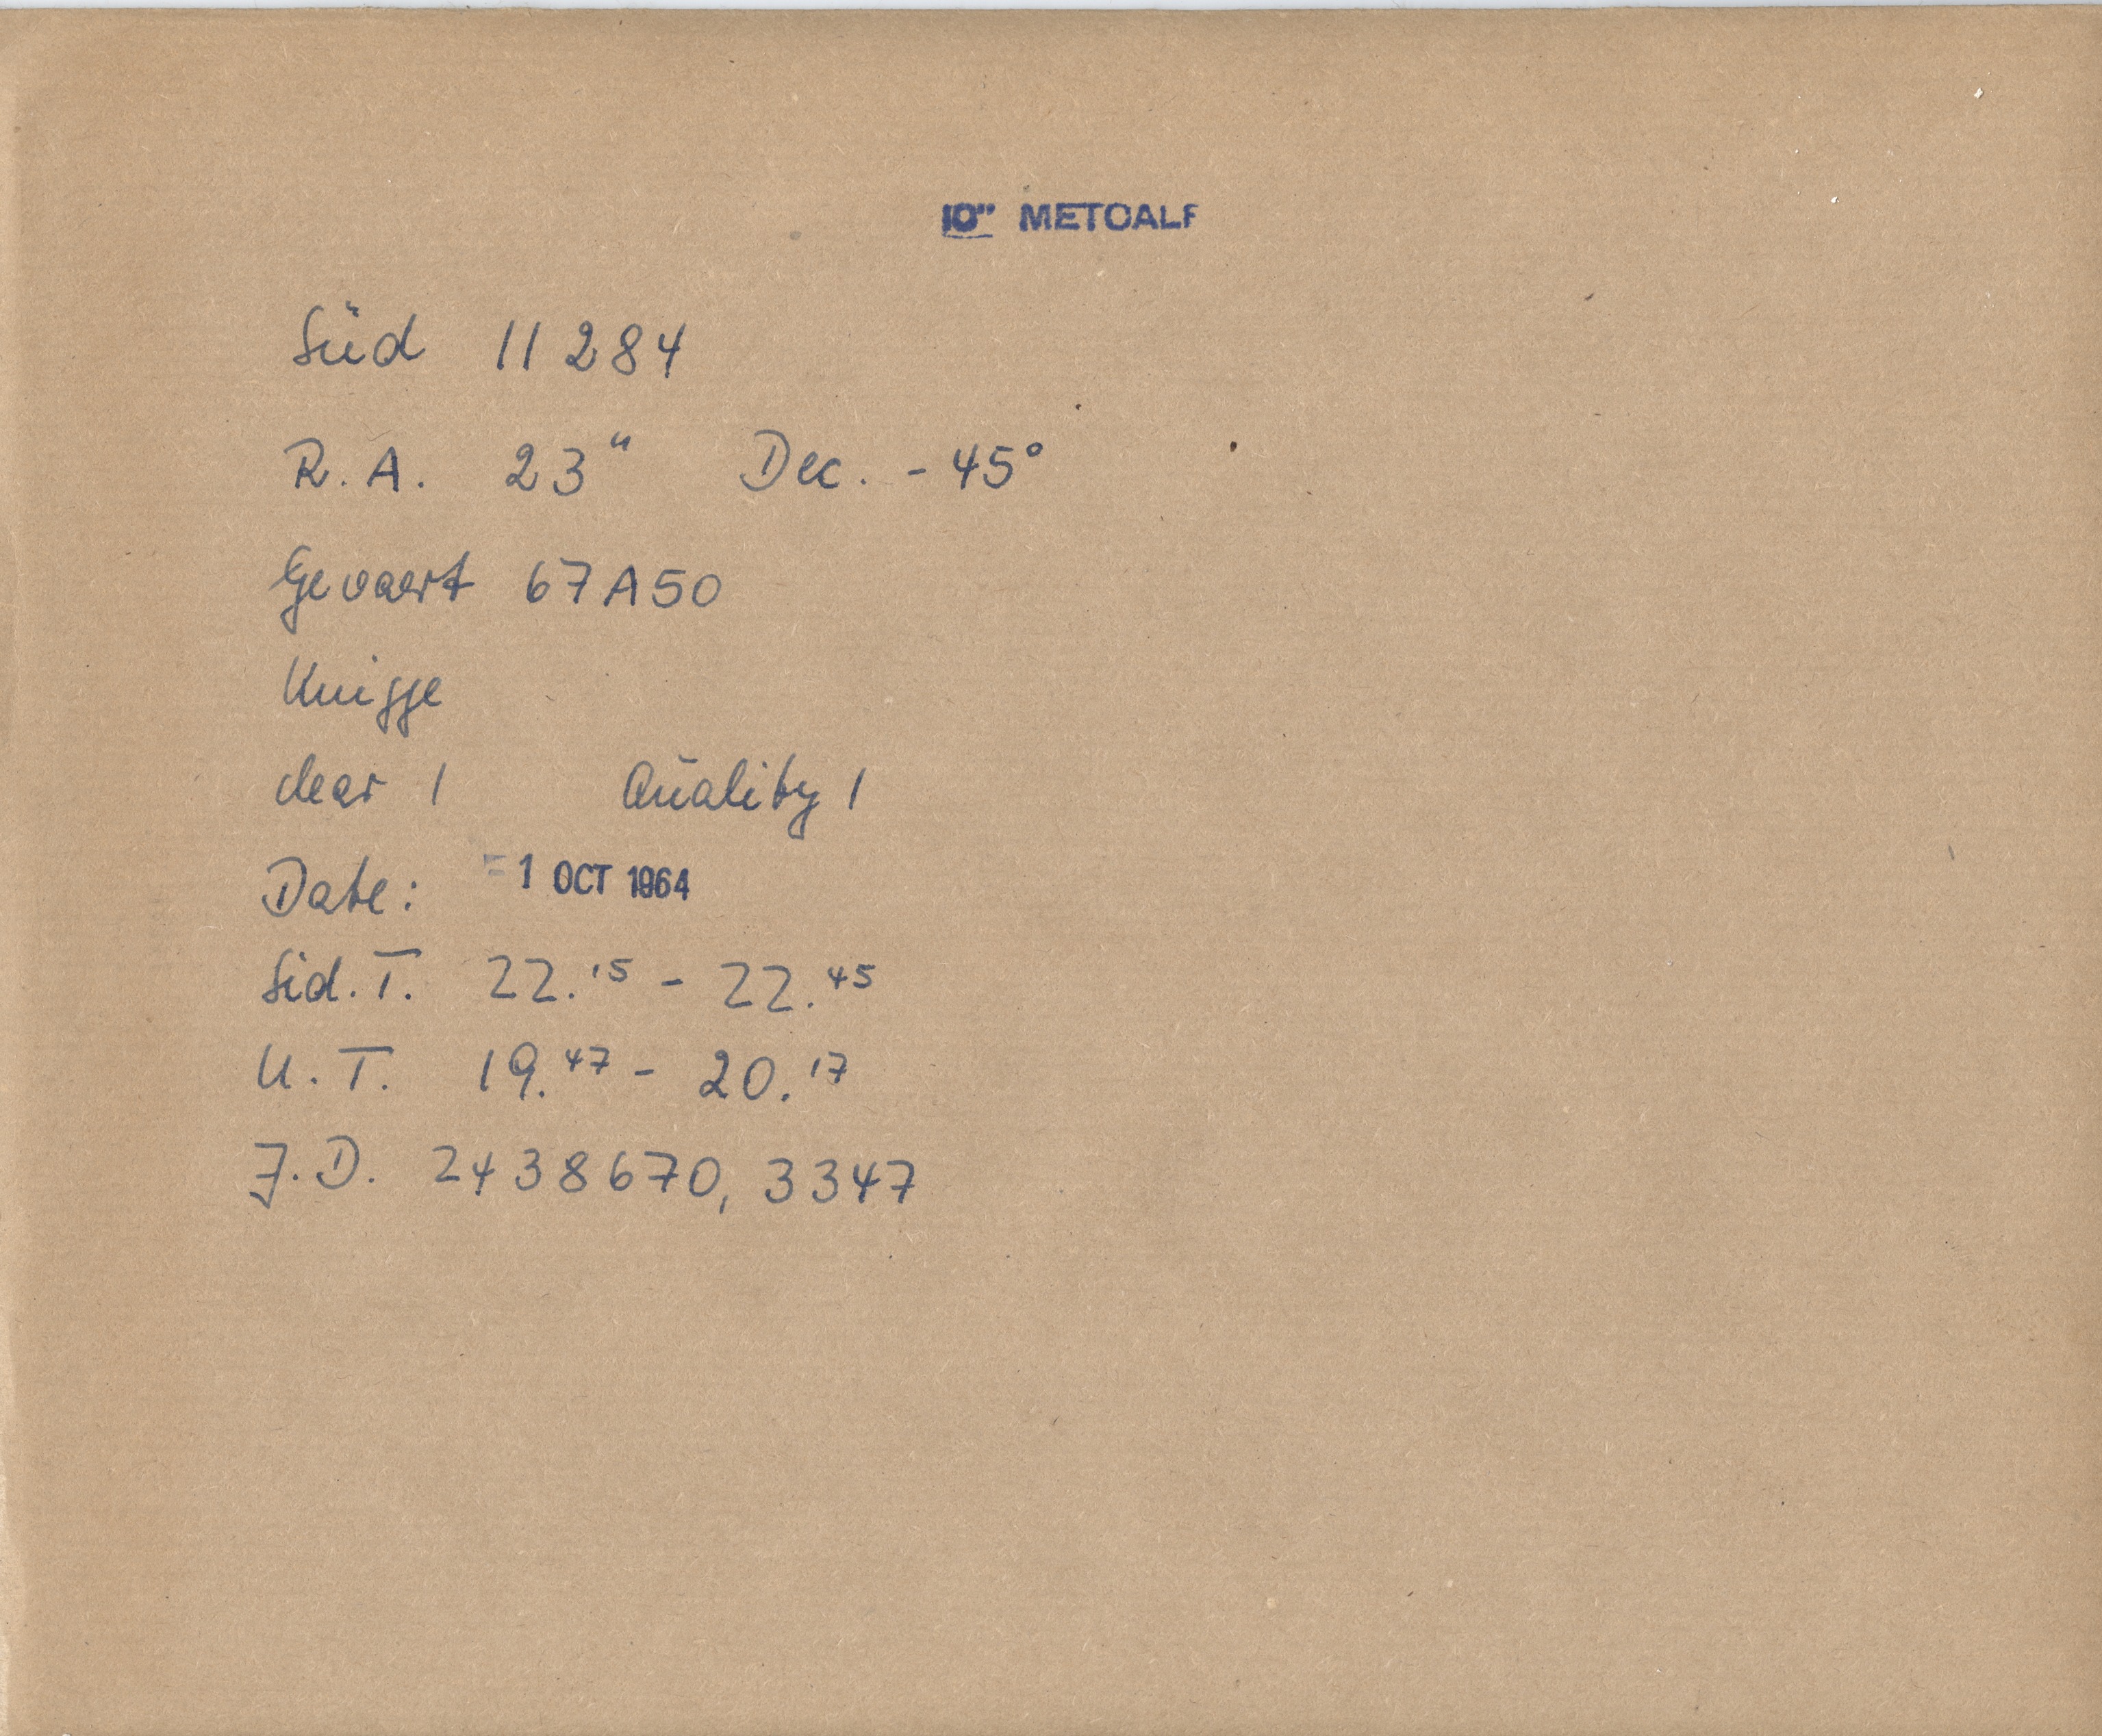 10" METCALF
Süd 11284
R.A. 23ʰ Dec. -45°
Gevaert 67A50
Knigge
clear 1 Quality 1
Date: -1 OCT 1964
Sid.T. 22.¹⁵ - 22.⁴⁵
U.T. 19.⁴⁷ - 20.¹⁷
J.D. 2438670,3347